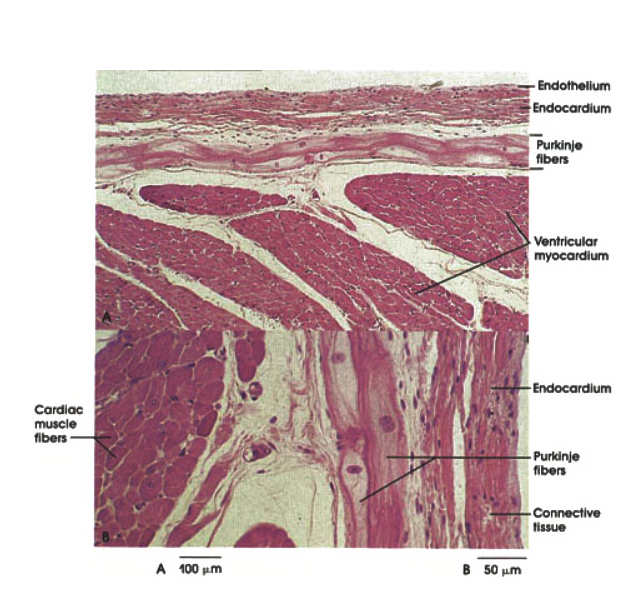 Endothelium
Endocardium
Purkinje
fibers
Ventricular
myocardium
A
Endocardium
Cardiac
muscle
fibers
Purkinje
fibers
Connective
tissue
B
A 100 µm
B 50 µm